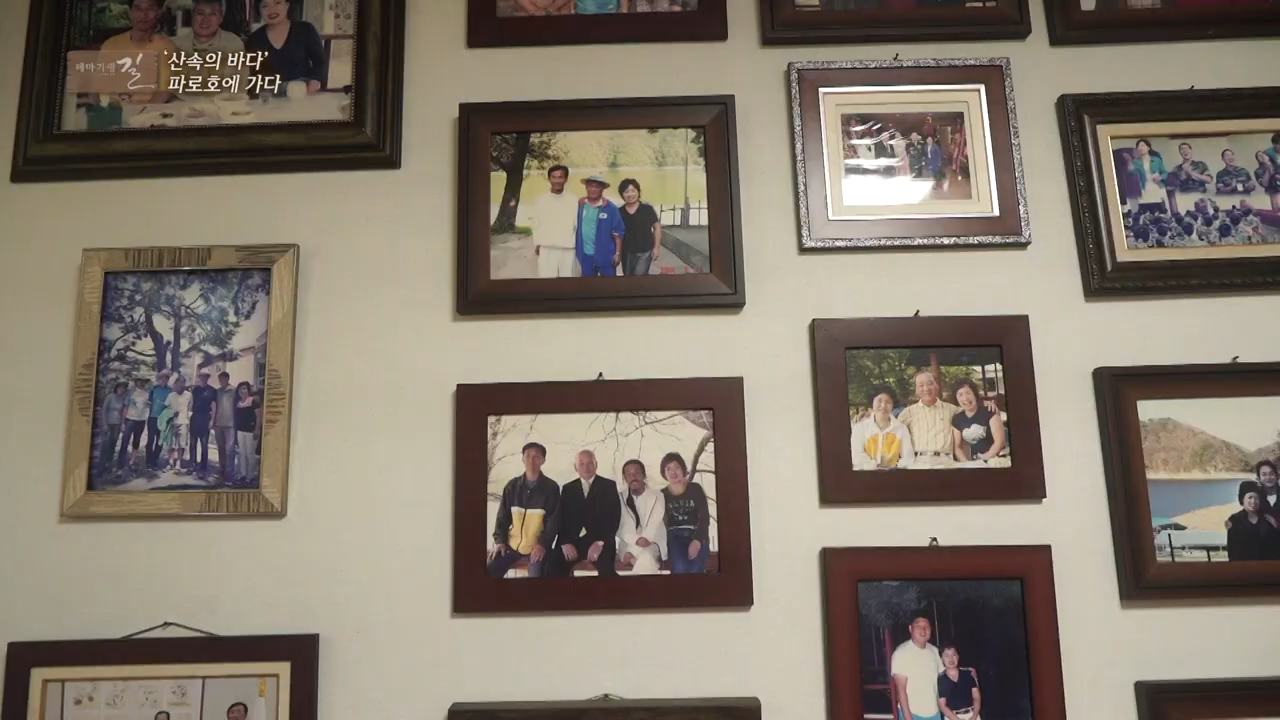 테마기행 길
‘산속의 바다’
파로호에 가다